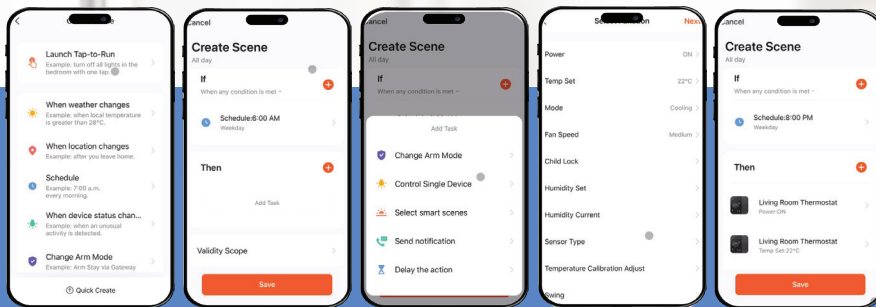 Launch Tap-to-Run
Example: turn off all lights in the
bedroom with one tap.
When weather changes
Example: when local temperature
is greater than 28°C.
When location changes
Example: after you leave home.
Schedule
Example: 7:00 a.m.
every morning.
When device status chan...
Example: when an unusual
activity is detected.
Change Arm Mode
Example: Arm Stay via Gateway
Quick Create
Cancel
Create Scene
All day
If
When any condition is met
Schedule:6:00 AM
Weekday
Then
Add Task
Validity Scope
Save
Cancel
Create Scene
All day
If
When any condition is met
Add Task
Change Arm Mode
Control Single Device
Select smart scenes
Send notification
Delay the action
Select Function
Next
Power
ON
Temp Set
22°C
Mode
Cooling
Fan Speed
Medium
Child Lock
Humidity Set
Humidity Current
Sensor Type
Temperature Calibration Adjust
Swing
Cancel
Create Scene
All day
If
When any condition is met
Schedule:8:00 PM
Weekday
Then
Living Room Thermostat
Power:ON
Living Room Thermostat
Temp Set:22°C
Save